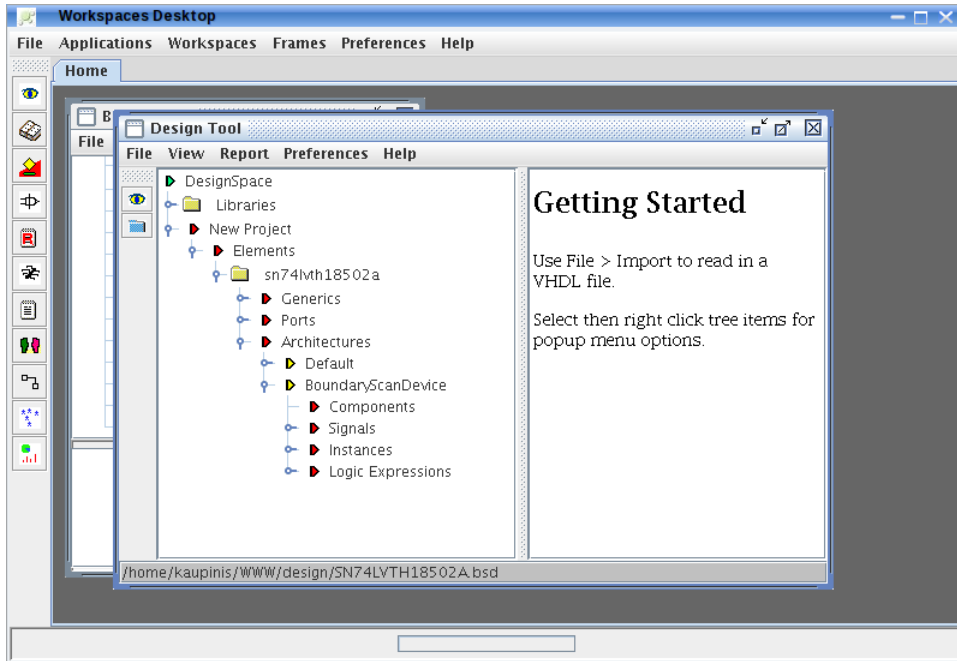 Workspaces Desktop
File Applications Workspaces Frames Preferences Help
Home
B
File
Design Tool
File View Report Preferences Help
DesignSpace
Libraries
New Project
Elements
sn74lvth18502a
Generics
Ports
Architectures
Default
BoundaryScanDevice
Components
Signals
Instances
Logic Expressions
Getting Started
Use File > Import to read in a
VHDL file.
Select then right click tree items for
popup menu options.
/home/kaupinis/WWW/design/SN74LVTH18502A.bsd